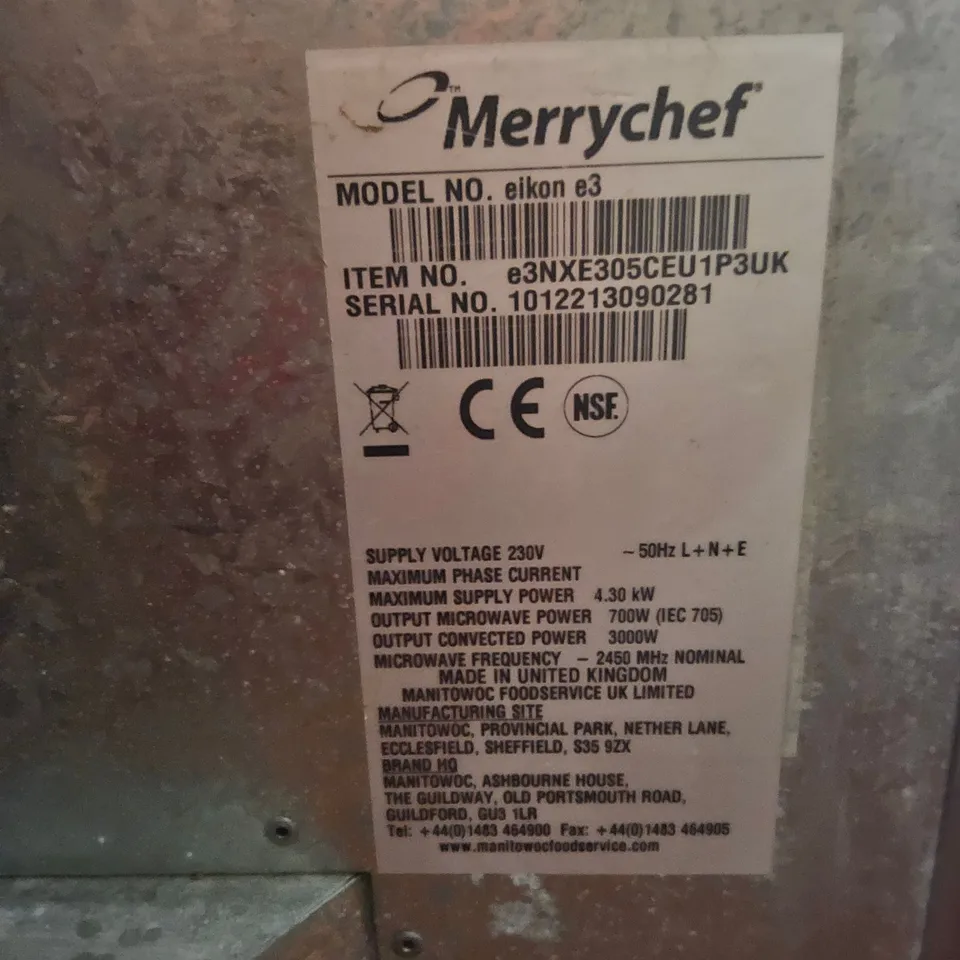 Merrychef®
MODEL NO. eikon e3
ITEM NO. e3NXE305CEU1P3UK
SERIAL NO. 1012213090281
CE NSF.
SUPPLY VOLTAGE 230V ~ 50Hz L+N+E
MAXIMUM PHASE CURRENT
MAXIMUM SUPPLY POWER 4.30 kW
OUTPUT MICROWAVE POWER 700W (IEC 705)
OUTPUT CONVECTED POWER 3000W
MICROWAVE FREQUENCY – 2450 MHz NOMINAL
MADE IN UNITED KINGDOM
MANITOWOC FOODSERVICE UK LIMITED
MANUFACTURING SITE
MANITOWOC, PROVINCIAL PARK, NETHER LANE,
ECCLESFIELD, SHEFFIELD, S35 9ZX
BRAND HQ
MANITOWOC, ASHBOURNE HOUSE,
THE GUILDWAY, OLD PORTSMOUTH ROAD,
GUILDFORD, GU3 1LR
Tel: +44(0)1483 464900 Fax: +44(0)1483 464905
www.manitowocfoodservice.com